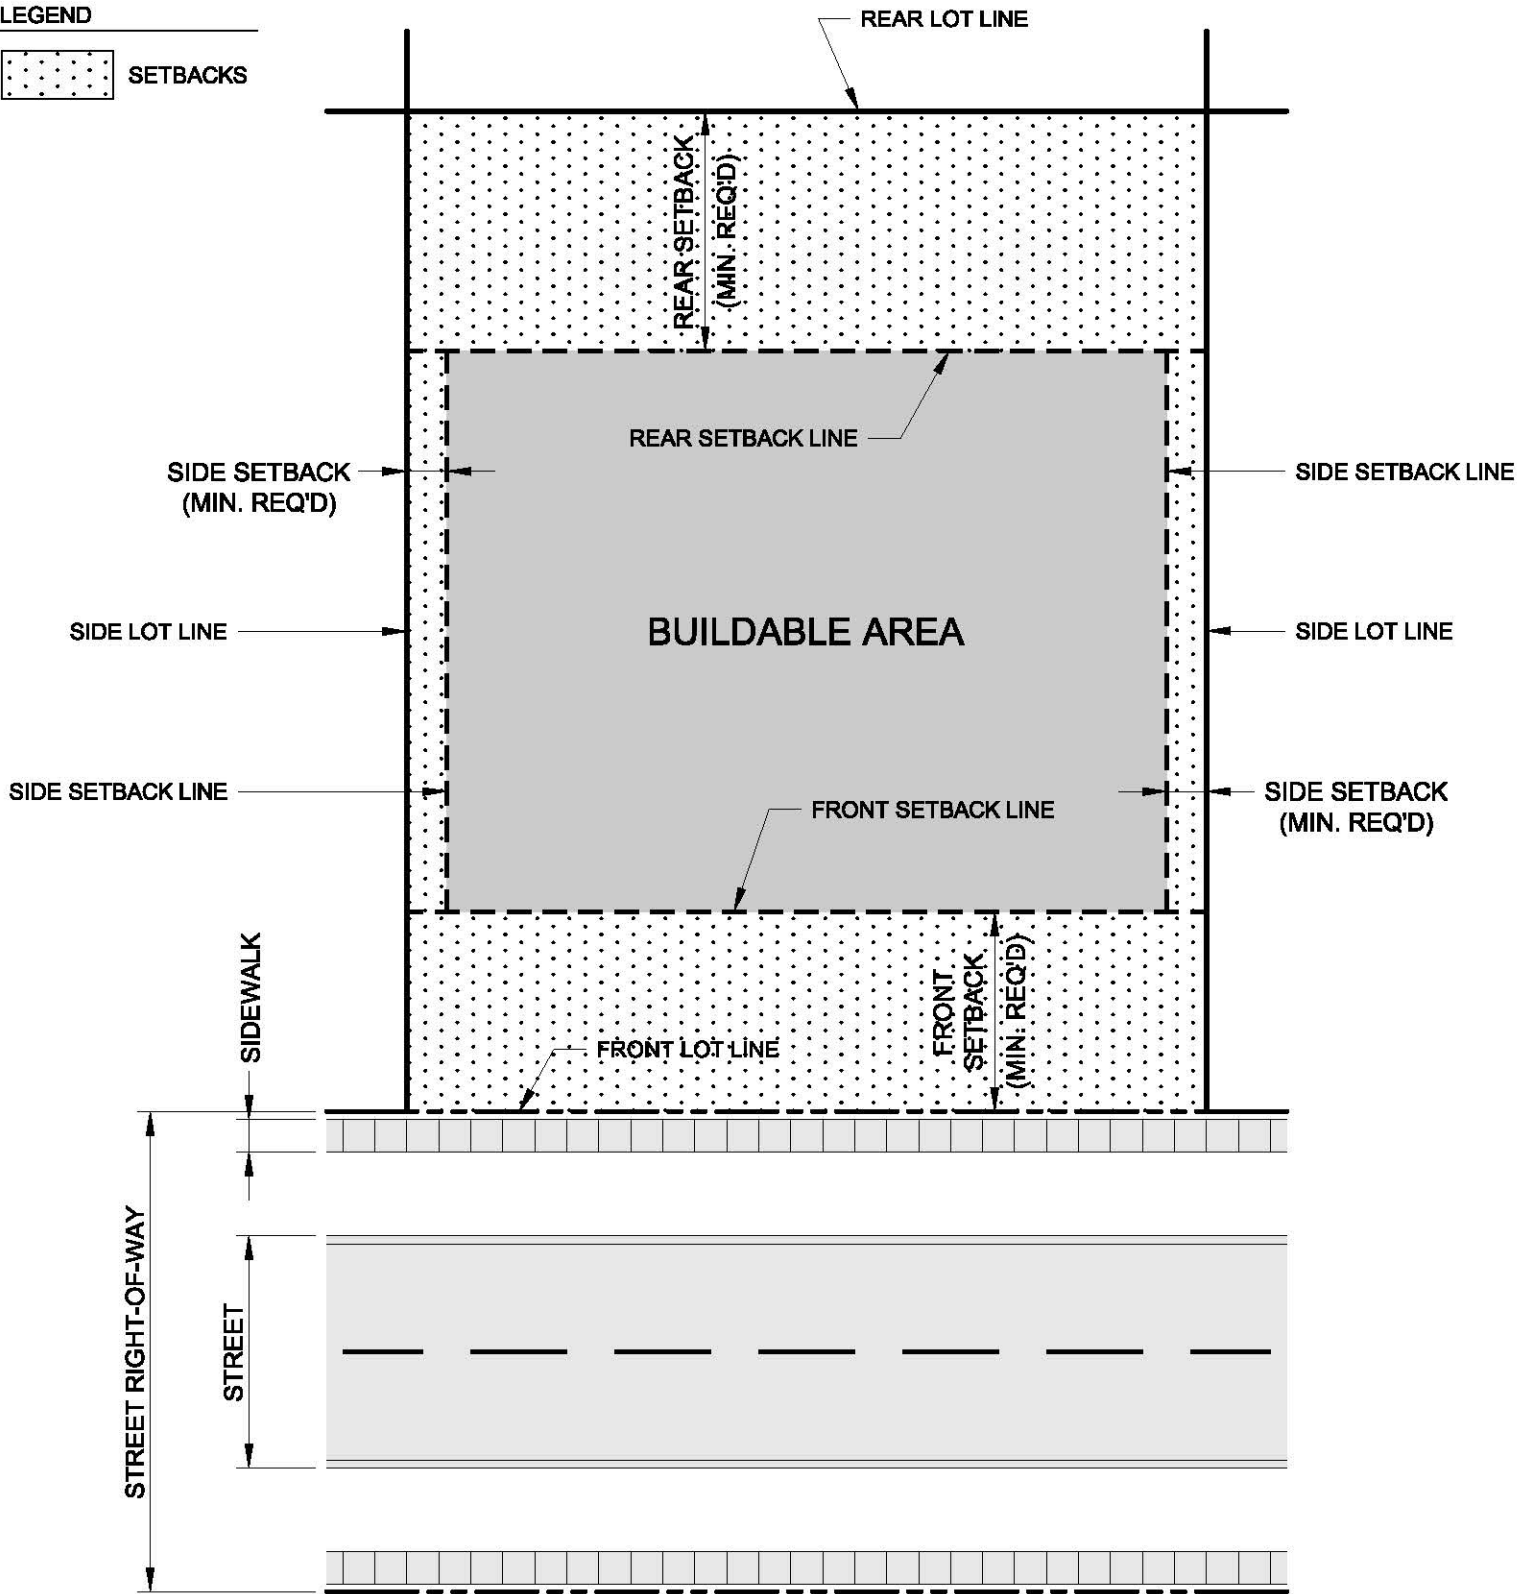 LEGEND
SETBACKS
REAR LOT LINE
REAR SETBACK
(MIN. REQ'D)
REAR SETBACK LINE
SIDE SETBACK
(MIN. REQ'D)
SIDE SETBACK LINE
SIDE LOT LINE
BUILDABLE AREA
SIDE LOT LINE
SIDE SETBACK LINE
FRONT SETBACK LINE
SIDE SETBACK
(MIN. REQ'D)
SIDEWALK
FRONT LOT LINE
FRONT
SETBACK
(MIN. REQ'D)
STREET RIGHT-OF-WAY
STREET